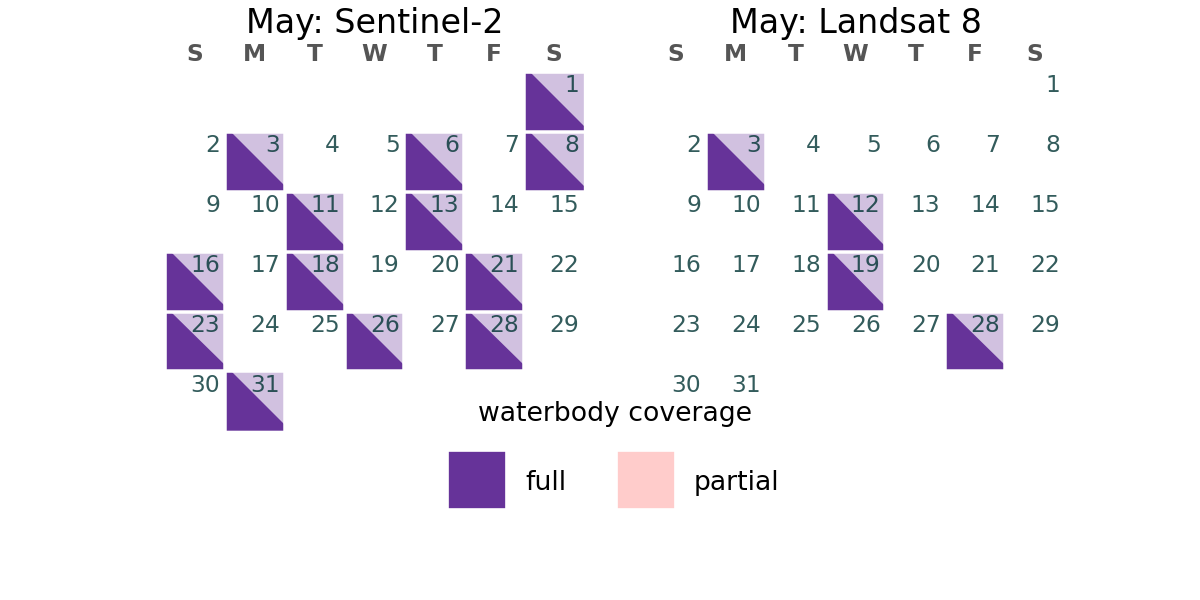 May: Sentinel-2
S M T W T F S
1
2 3 4 5 6 7 8
9 10 11 12 13 14 15
16 17 18 19 20 21 22
23 24 25 26 27 28 29
30 31
May: Landsat 8
S M T W T F S
1
2 3 4 5 6 7 8
9 10 11 12 13 14 15
16 17 18 19 20 21 22
23 24 25 26 27 28 29
30 31
waterbody coverage
full
partial